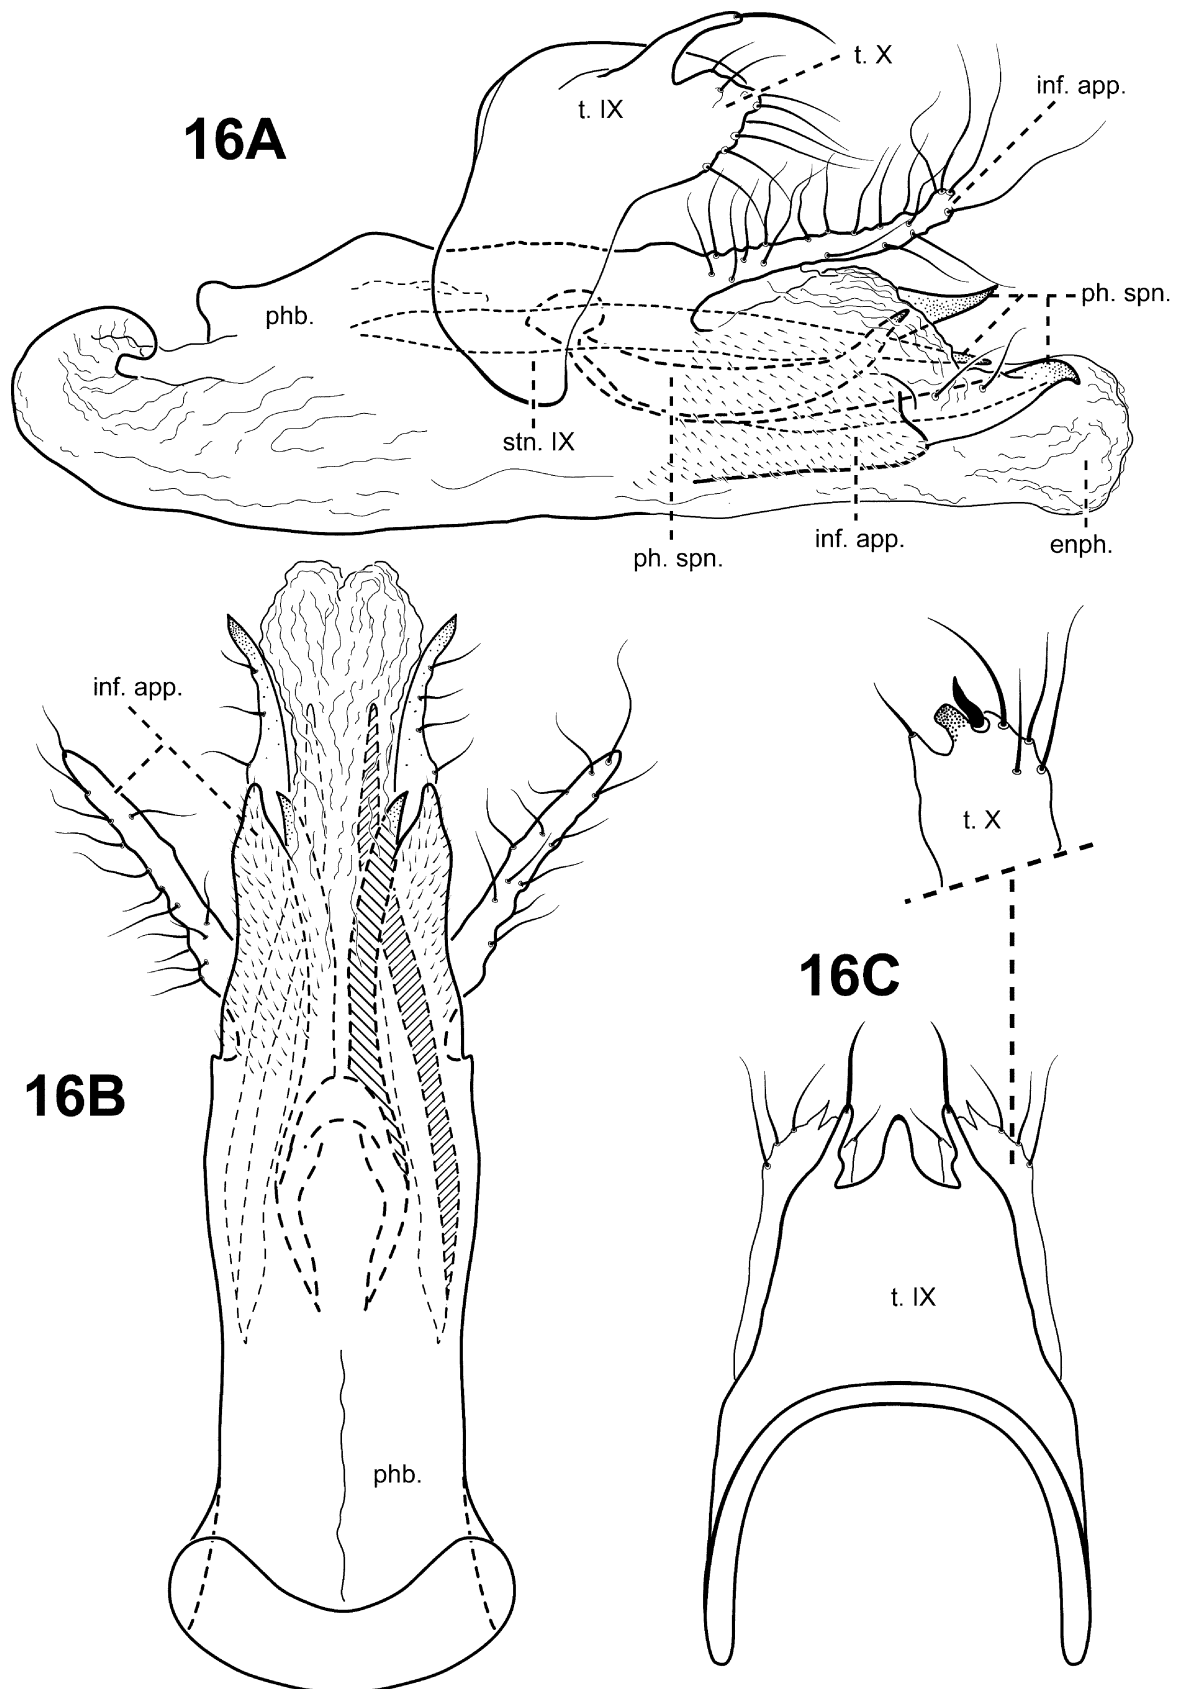 16A
t. IX
t. X
inf. app.
phb.
ph. spn.
stn. IX
ph. spn.
inf. app.
enph.
inf. app.
t. X
16C
16B
t. IX
phb.